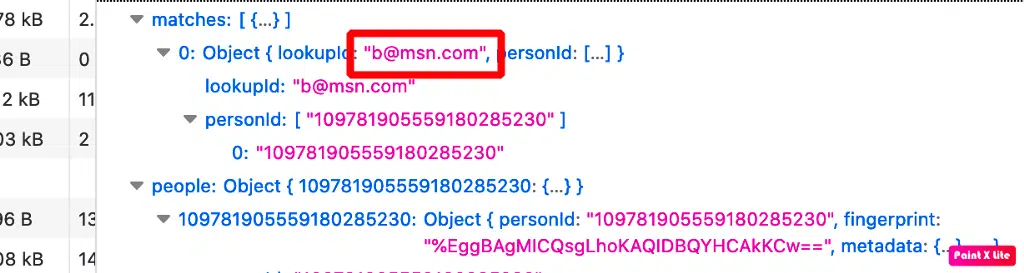 78 kB 2. matches: [ {…} ]
36 B 0 0: Object { lookupId: "b@msn.com", personId: […] }
2 kB 11 lookupId: "b@msn.com"
personId: [ "109781905559180285230" ]
03 kB 2 0: "109781905559180285230"
people: Object { 109781905559180285230: {…} }
96 B 13 109781905559180285230: Object { personId: "109781905559180285230", fingerprint:
"%EggBAgMICQsgLhoKAQIDBQYHCAkKCw==", metadata: {…}, … }
08 kB 14
Paint X Lite